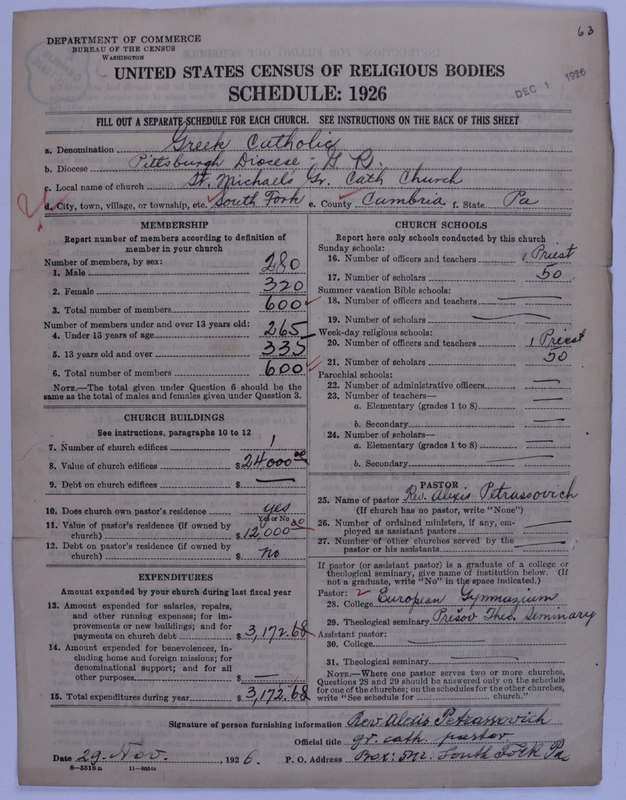 63
DEPARTMENT OF COMMERCE
BUREAU OF THE CENSUS
WASHINGTON
DEC 1 1926
UNITED STATES CENSUS OF RELIGIOUS BODIES
SCHEDULE: 1926
FILL OUT A SEPARATE SCHEDULE FOR EACH CHURCH. SEE INSTRUCTIONS ON THE BACK OF THIS SHEET
a. Denomination Greek Catholic
b. Diocese Pittsburgh Diocese, G. R.
c. Local name of church St. Michaels Gr. Cath Church
d. City, town, village, or township, etc. South Fork e. County Cambria f. State Pa
MEMBERSHIP
Report number of members according to definition of member in your church
Number of members, by sex:
1. Male 280
2. Female 320
3. Total number of members 600
Number of members under and over 13 years old:
4. Under 13 years of age 265
5. 13 years old and over 335
6. Total number of members 600
NOTE.—The total given under Question 6 should be the same as the total of males and females given under Question 3.
CHURCH BUILDINGS
See instructions, paragraphs 10 to 12
7. Number of church edifices 1
8. Value of church edifices $24000 00
9. Debt on church edifices $ —
10. Does church own pastor's residence yes
Yes or No
11. Value of pastor's residence (if owned by church) $12000 00
12. Debt on pastor's residence (if owned by church) $ no
EXPENDITURES
Amount expended by your church during last fiscal year
13. Amount expended for salaries, repairs, and other running expenses; for improvements or new buildings; and for payments on church debt $3,172.68
14. Amount expended for benevolences, including home and foreign missions; for denominational support; and for all other purposes $ —
15. Total expenditures during year $3,172.68
CHURCH SCHOOLS
Report here only schools conducted by this church
Sunday schools:
16. Number of officers and teachers 1 Priest
17. Number of scholars 50
Summer vacation Bible schools:
18. Number of officers and teachers —
19. Number of scholars —
Week-day religious schools:
20. Number of officers and teachers 1 Priest
21. Number of scholars 50
Parochial schools:
22. Number of administrative officers —
23. Number of teachers—
a. Elementary (grades 1 to 8) —
b. Secondary —
24. Number of scholars—
a. Elementary (grades 1 to 8) —
b. Secondary —
PASTOR
25. Name of pastor Rev. Alexis Petrassovich
(If church has no pastor, write "None")
26. Number of ordained ministers, if any, employed as assistant pastors —
27. Number of other churches served by the pastor or his assistants —
If pastor (or assistant pastor) is a graduate of a college or theological seminary, give name of institution below. (If not a graduate, write "No" in the space indicated.)
Pastor:
28. College European Gymnuzium
29. Theological seminary Prešov Theo. Seminary
Assistant pastor:
30. College —
31. Theological seminary —
NOTE.—Where one pastor serves two or more churches, Questions 28 and 29 should be answered only on the schedule for one of the churches; on the schedules for the other churches, write "See schedule for church."
Signature of person furnishing information Rev. Alexis Petrassovich
Official title gr. cath. pastor
Date 29. Nov. , 1926. P. O. Address Box: 342. South Fork Pa
8—5518a 11—9034a